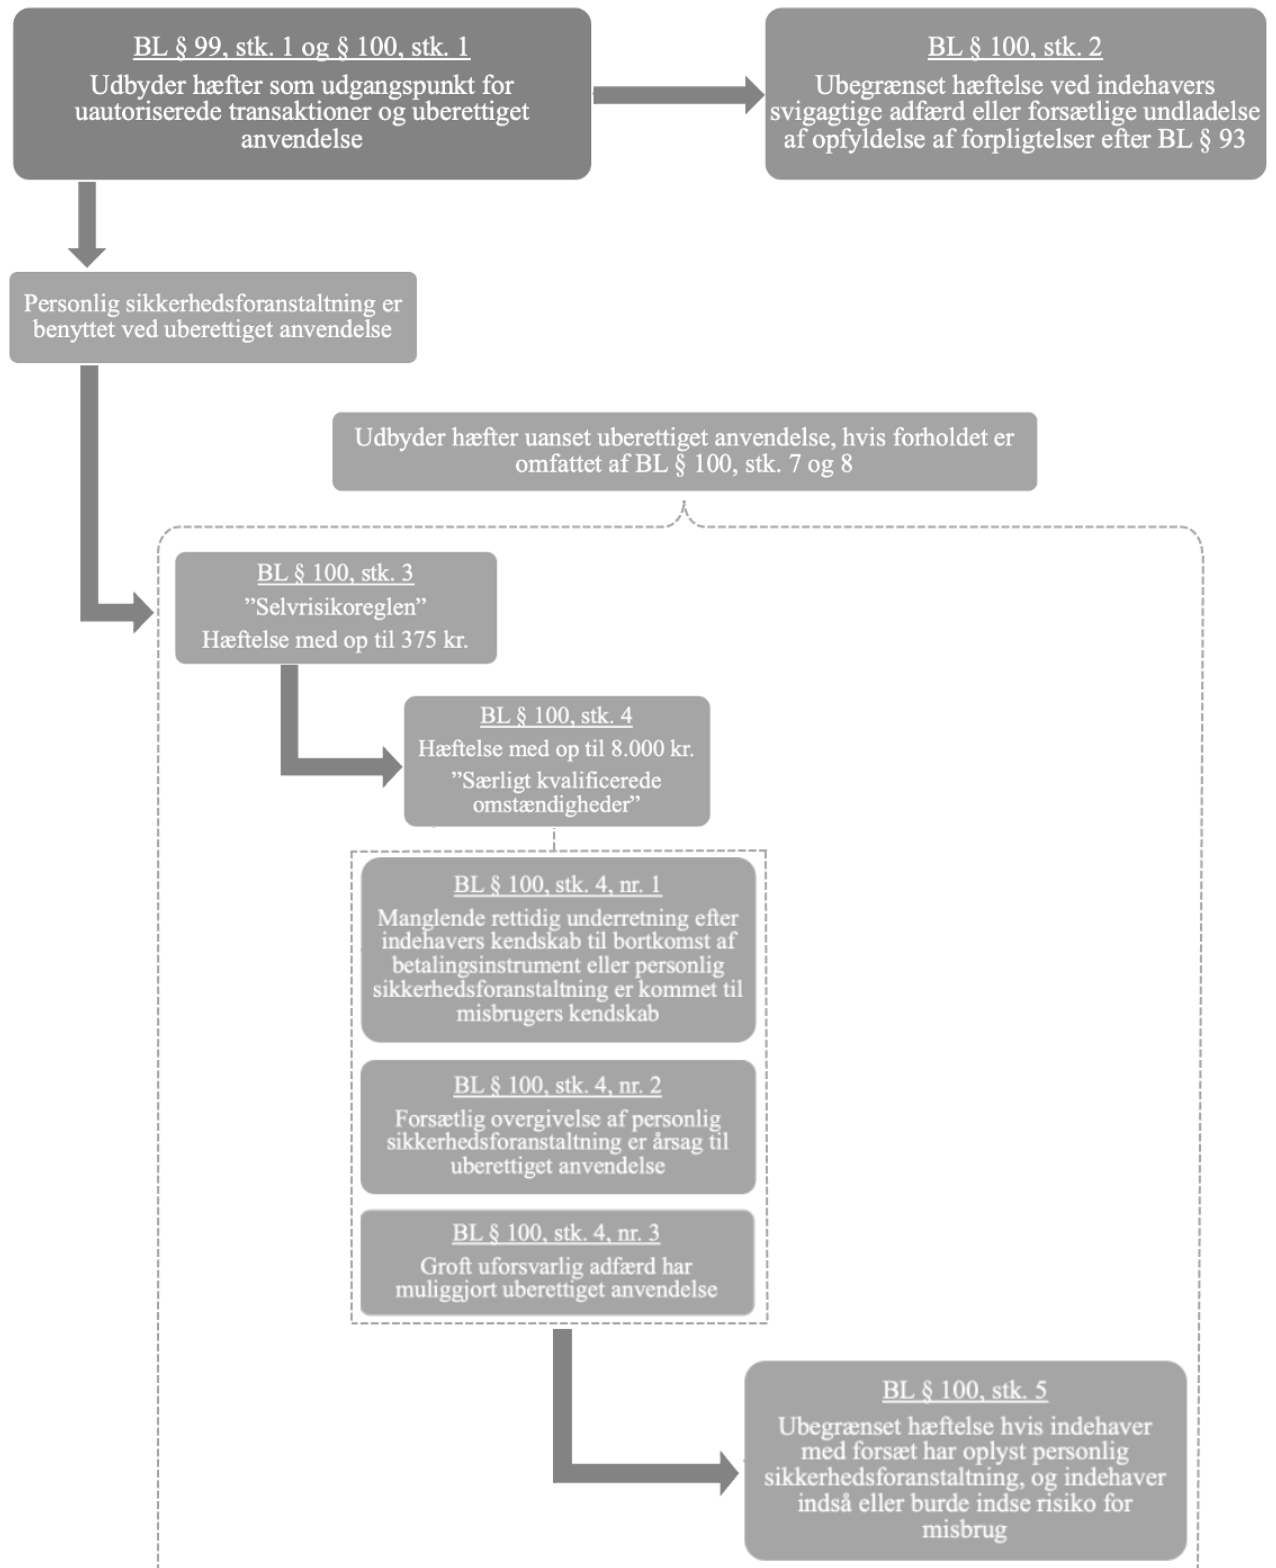 BL § 99, stk. 1 og § 100, stk. 1
Udbyder hæfter som udgangspunkt for
uautoriserede transaktioner og uberettiget
anvendelse
BL § 100, stk. 2
Ubegrænset hæftelse ved indehavers
svigagtige adfærd eller forsætlige undladelse
af opfyldelse af forpligtelser efter BL § 93
Personlig sikkerhedsforanstaltning er
benyttet ved uberettiget anvendelse
Udbyder hæfter uanset uberettiget anvendelse, hvis forholdet er
omfattet af BL § 100, stk. 7 og 8
BL § 100, stk. 3
”Selvrisikoreglen”
Hæftelse med op til 375 kr.
BL § 100, stk. 4
Hæftelse med op til 8.000 kr.
”Særligt kvalificerede
omstændigheder”
BL § 100, stk. 4, nr. 1
Manglende rettidig underretning efter
indehavers kendskab til bortkomst af
betalingsinstrument eller personlig
sikkerhedsforanstaltning er kommet til
misbrugers kendskab
BL § 100, stk. 4, nr. 2
Forsætlig overgivelse af personlig
sikkerhedsforanstaltning er årsag til
uberettiget anvendelse
BL § 100, stk. 4, nr. 3
Groft uforsvarlig adfærd har
muliggjort uberettiget anvendelse
BL § 100, stk. 5
Ubegrænset hæftelse hvis indehaver
med forsæt har oplyst personlig
sikkerhedsforanstaltning, og indehaver
indså eller burde indse risiko for
misbrug